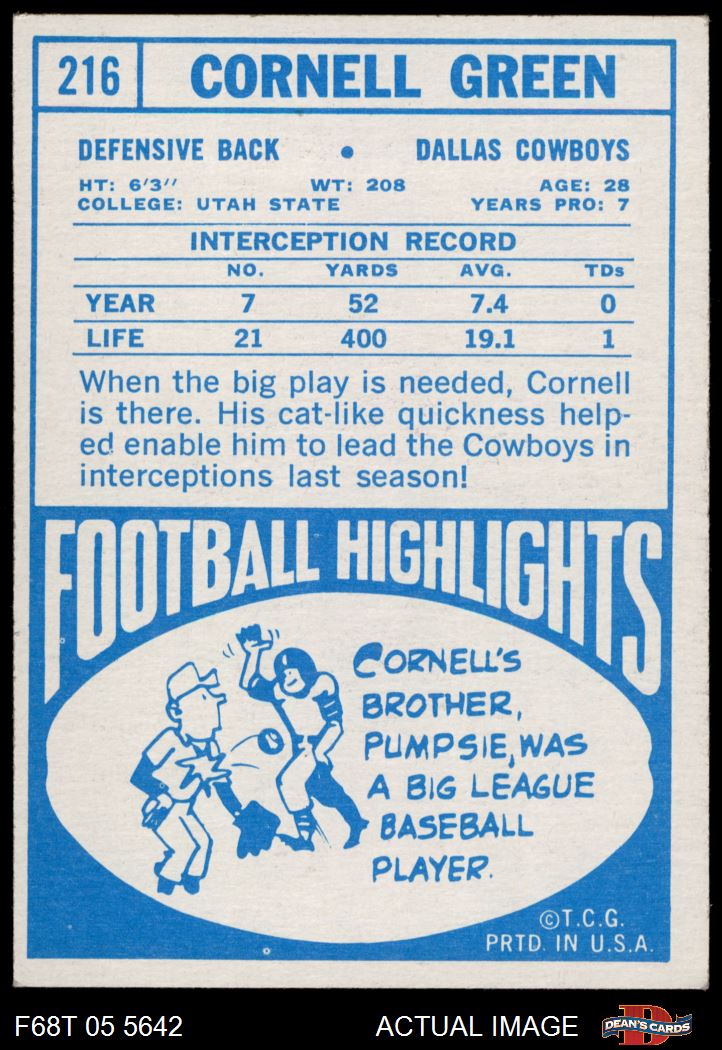 216 CORNELL GREEN
DEFENSIVE BACK • DALLAS COWBOYS
HT: 6'3" WT: 208 AGE: 28
COLLEGE: UTAH STATE YEARS PRO: 7
INTERCEPTION RECORD
NO. YARDS AVG. TDs
YEAR 7 52 7.4 0
LIFE 21 400 19.1 1
When the big play is needed, Cornell
is there. His cat-like quickness help-
ed enable him to lead the Cowboys in
interceptions last season!
FOOTBALL HIGHLIGHTS
CORNELL'S
BROTHER,
PUMPSIE, WAS
A BIG LEAGUE
BASEBALL
PLAYER.
©T.C.G.
PRTD. IN U.S.A.
F68T 05 5642 ACTUAL IMAGE D DEAN'S CARDS